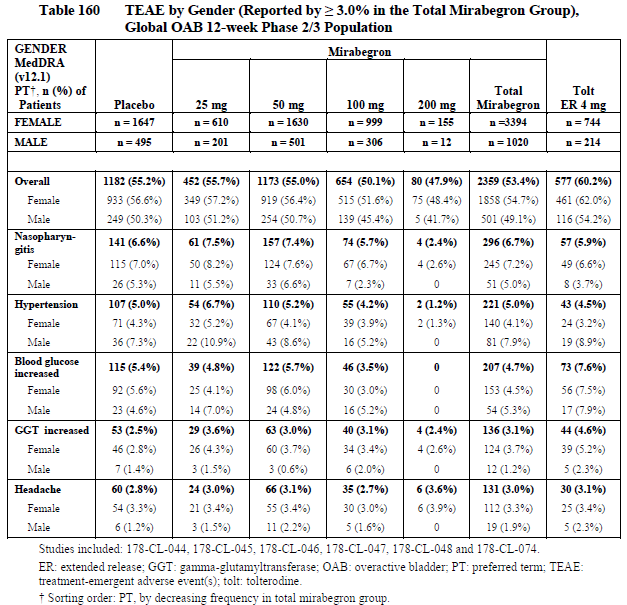 Table 160 TEAE by Gender (Reported by ≥ 3.0% in the Total Mirabegron Group),
Global OAB 12-week Phase 2/3 Population
GENDER MedDRA (v12.1) PT†, n (%) of Patients Placebo Mirabegron Tolt ER 4 mg
25 mg 50 mg 100 mg 200 mg Total Mirabegron
FEMALE n = 1647 n = 610 n = 1630 n = 999 n = 155 n =3394 n = 744
MALE n = 495 n = 201 n = 501 n = 306 n = 12 n = 1020 n = 214
Overall 1182 (55.2%) 452 (55.7%) 1173 (55.0%) 654 (50.1%) 80 (47.9%) 2359 (53.4%) 577 (60.2%)
Female 933 (56.6%) 349 (57.2%) 919 (56.4%) 515 (51.6%) 75 (48.4%) 1858 (54.7%) 461 (62.0%)
Male 249 (50.3%) 103 (51.2%) 254 (50.7%) 139 (45.4%) 5 (41.7%) 501 (49.1%) 116 (54.2%)
Nasopharyn-gitis 141 (6.6%) 61 (7.5%) 157 (7.4%) 74 (5.7%) 4 (2.4%) 296 (6.7%) 57 (5.9%)
Female 115 (7.0%) 50 (8.2%) 124 (7.6%) 67 (6.7%) 4 (2.6%) 245 (7.2%) 49 (6.6%)
Male 26 (5.3%) 11 (5.5%) 33 (6.6%) 7 (2.3%) 0 51 (5.0%) 8 (3.7%)
Hypertension 107 (5.0%) 54 (6.7%) 110 (5.2%) 55 (4.2%) 2 (1.2%) 221 (5.0%) 43 (4.5%)
Female 71 (4.3%) 32 (5.2%) 67 (4.1%) 39 (3.9%) 2 (1.3%) 140 (4.1%) 24 (3.2%)
Male 36 (7.3%) 22 (10.9%) 43 (8.6%) 16 (5.2%) 0 81 (7.9%) 19 (8.9%)
Blood glucose increased 115 (5.4%) 39 (4.8%) 122 (5.7%) 46 (3.5%) 0 207 (4.7%) 73 (7.6%)
Female 92 (5.6%) 25 (4.1%) 98 (6.0%) 30 (3.0%) 0 153 (4.5%) 56 (7.5%)
Male 23 (4.6%) 14 (7.0%) 24 (4.8%) 16 (5.2%) 0 54 (5.3%) 17 (7.9%)
GGT increased 53 (2.5%) 29 (3.6%) 63 (3.0%) 40 (3.1%) 4 (2.4%) 136 (3.1%) 44 (4.6%)
Female 46 (2.8%) 26 (4.3%) 60 (3.7%) 34 (3.4%) 4 (2.6%) 124 (3.7%) 39 (5.2%)
Male 7 (1.4%) 3 (1.5%) 3 (0.6%) 6 (2.0%) 0 12 (1.2%) 5 (2.3%)
Headache 60 (2.8%) 24 (3.0%) 66 (3.1%) 35 (2.7%) 6 (3.6%) 131 (3.0%) 30 (3.1%)
Female 54 (3.3%) 21 (3.4%) 55 (3.4%) 30 (3.0%) 6 (3.9%) 112 (3.3%) 25 (3.4%)
Male 6 (1.2%) 3 (1.5%) 11 (2.2%) 5 (1.6%) 0 19 (1.9%) 5 (2.3%)
Studies included: 178-CL-044, 178-CL-045, 178-CL-046, 178-CL-047, 178-CL-048 and 178-CL-074.
ER: extended release; GGT: gamma-glutamyltransferase; OAB: overactive bladder; PT: preferred term; TEAE:
treatment-emergent adverse event(s); tolt: tolterodine.
† Sorting order: PT, by decreasing frequency in total mirabegron group.